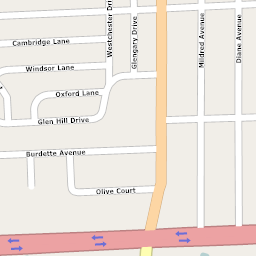 Cambridge Lane
Westchester Dri
Glengary Drive
Mildred Avenue
Diane Avenue
Windsor Lane
Oxford Lane
Glen Hill Drive
Burdette Avenue
Olive Court